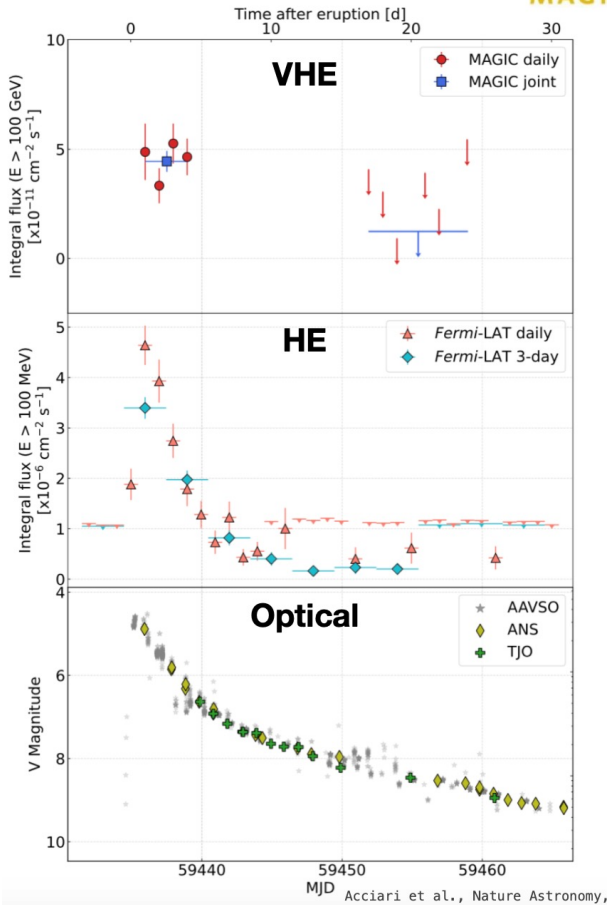 Time after eruption [d]
0 10 20 30
VHE
MAGIC daily
MAGIC joint
Integral flux (E > 100 GeV)
[x10⁻¹¹ cm⁻² s⁻¹]
10
5
0
HE
Fermi-LAT daily
Fermi-LAT 3-day
Integral flux (E > 100 MeV)
[x10⁻⁶ cm⁻² s⁻¹]
5
4
3
2
1
0
Optical
AAVSO
ANS
TJO
V Magnitude
4
6
8
10
59440 59450 59460
MJD
Acciari et al., Nature Astronomy,